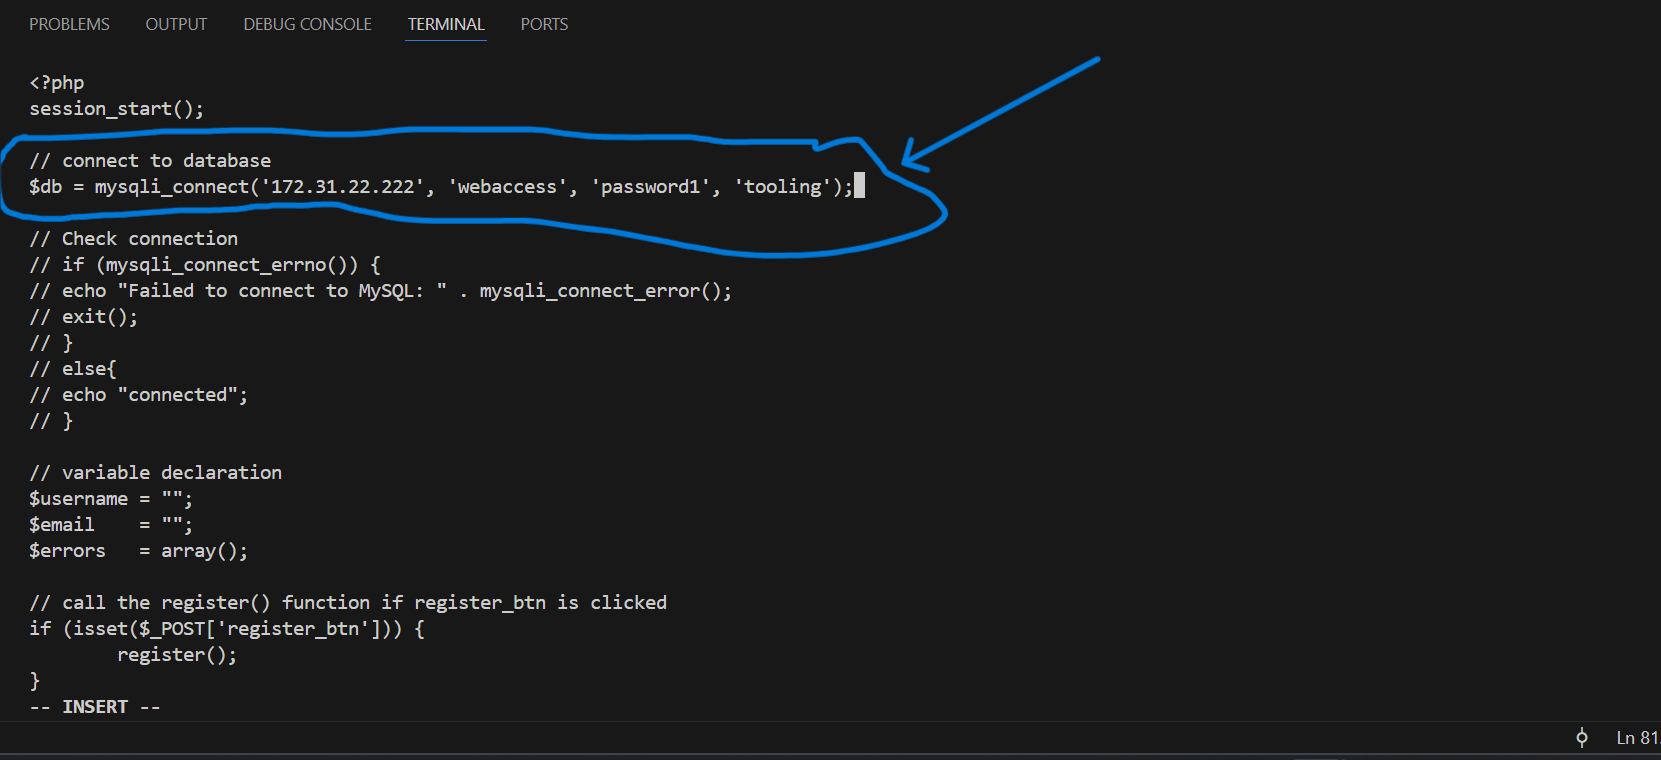 PROBLEMS OUTPUT DEBUG CONSOLE TERMINAL PORTS
<?php
session_start();
// connect to database
$db = mysqli_connect('172.31.22.222', 'webaccess', 'password1', 'tooling');
// Check connection
// if (mysqli_connect_errno()) {
// echo "Failed to connect to MySQL: " . mysqli_connect_error();
// exit();
// }
// else{
// echo "connected";
// }
// variable declaration
$username = "";
$email    = "";
$errors   = array();
// call the register() function if register_btn is clicked
if (isset($_POST['register_btn'])) {
        register();
}
-- INSERT --
Ln 81